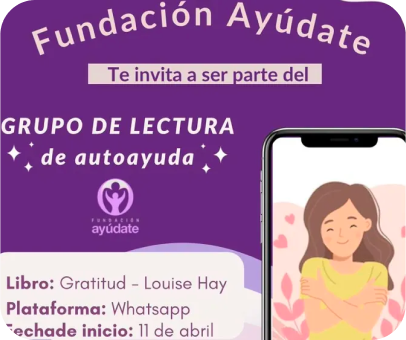 Fundación Ayúdate
Te invita a ser parte del
GRUPO DE LECTURA
de autoayuda
FUNDACIÓN
ayúdate
Libro: Gratitud - Louise Hay
Plataforma: Whatsapp
Fechade inicio: 11 de abril